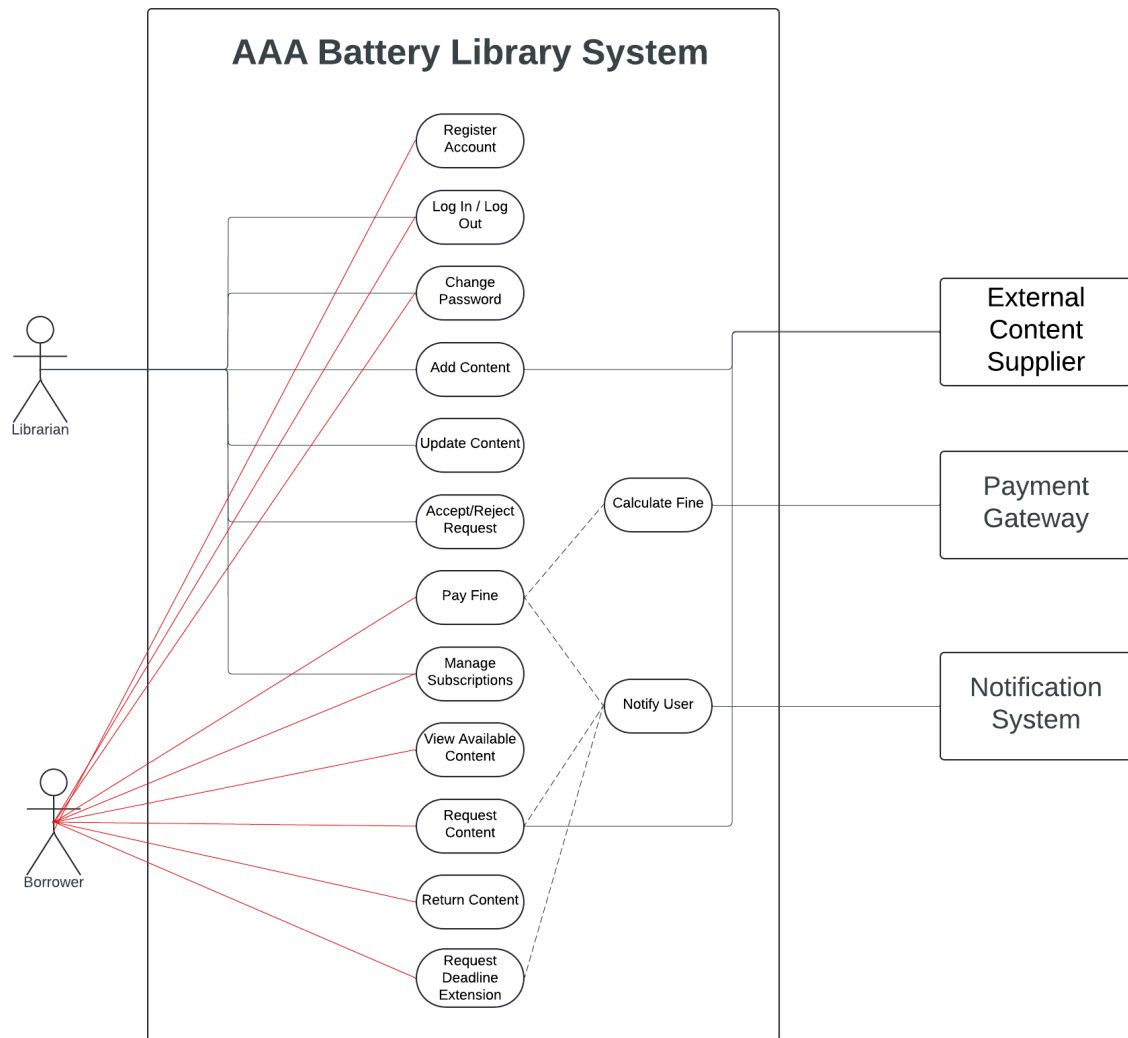 AAA Battery Library System
Register
Account
Log In / Log
Out
Change
Password
Add Content
Update Content
Accept/Reject
Request
Pay Fine
Manage
Subscriptions
View Available
Content
Request
Content
Return Content
Request
Deadline
Extension
Calculate Fine
Notify User
Librarian
Borrower
External
Content
Supplier
Payment
Gateway
Notification
System